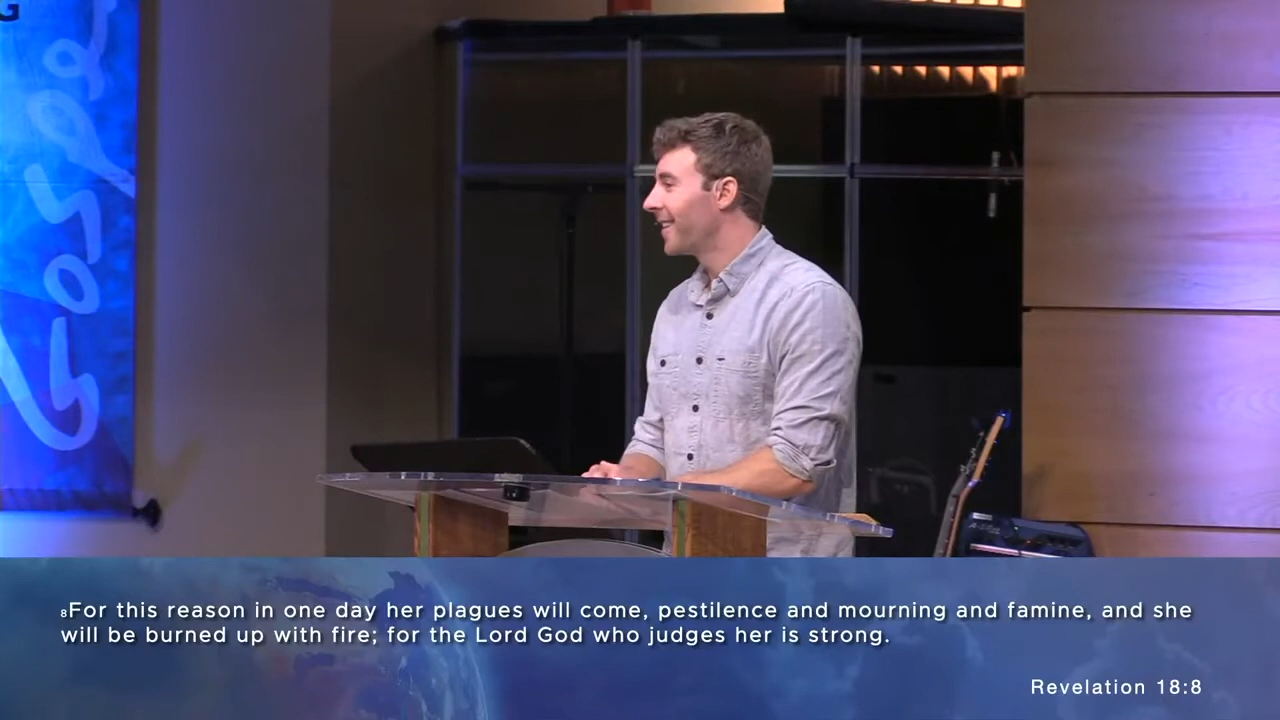 G
Gospel
8For this reason in one day her plagues will come, pestilence and mourning and famine, and she
will be burned up with fire; for the Lord God who judges her is strong.
Revelation 18:8